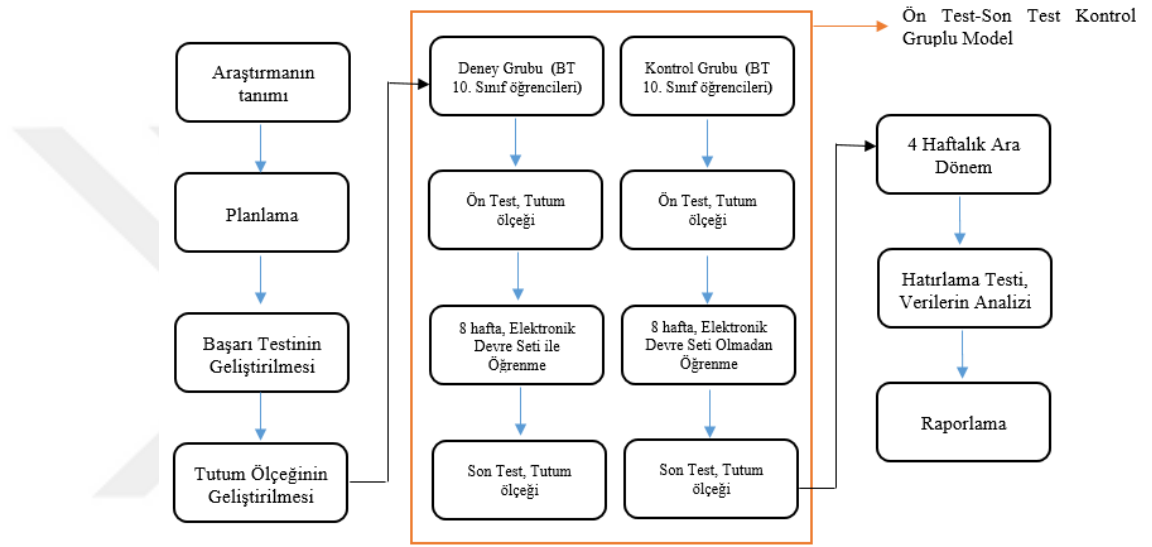 Ön Test-Son Test Kontrol
Gruplu Model
Araştırmanın
tanımı
Planlama
Başarı Testinin
Geliştirilmesi
Tutum Ölçeğinin
Geliştirilmesi
Deney Grubu (BT
10. Sınıf öğrencileri)
Ön Test, Tutum
ölçeği
8 hafta, Elektronik
Devre Seti ile
Öğrenme
Son Test, Tutum
ölçeği
Kontrol Grubu (BT
10. Sınıf öğrencileri)
Ön Test, Tutum
ölçeği
8 hafta, Elektronik
Devre Seti Olmadan
Öğrenme
Son Test, Tutum
ölçeği
4 Haftalık Ara
Dönem
Hatırlama Testi,
Verilerin Analizi
Raporlama